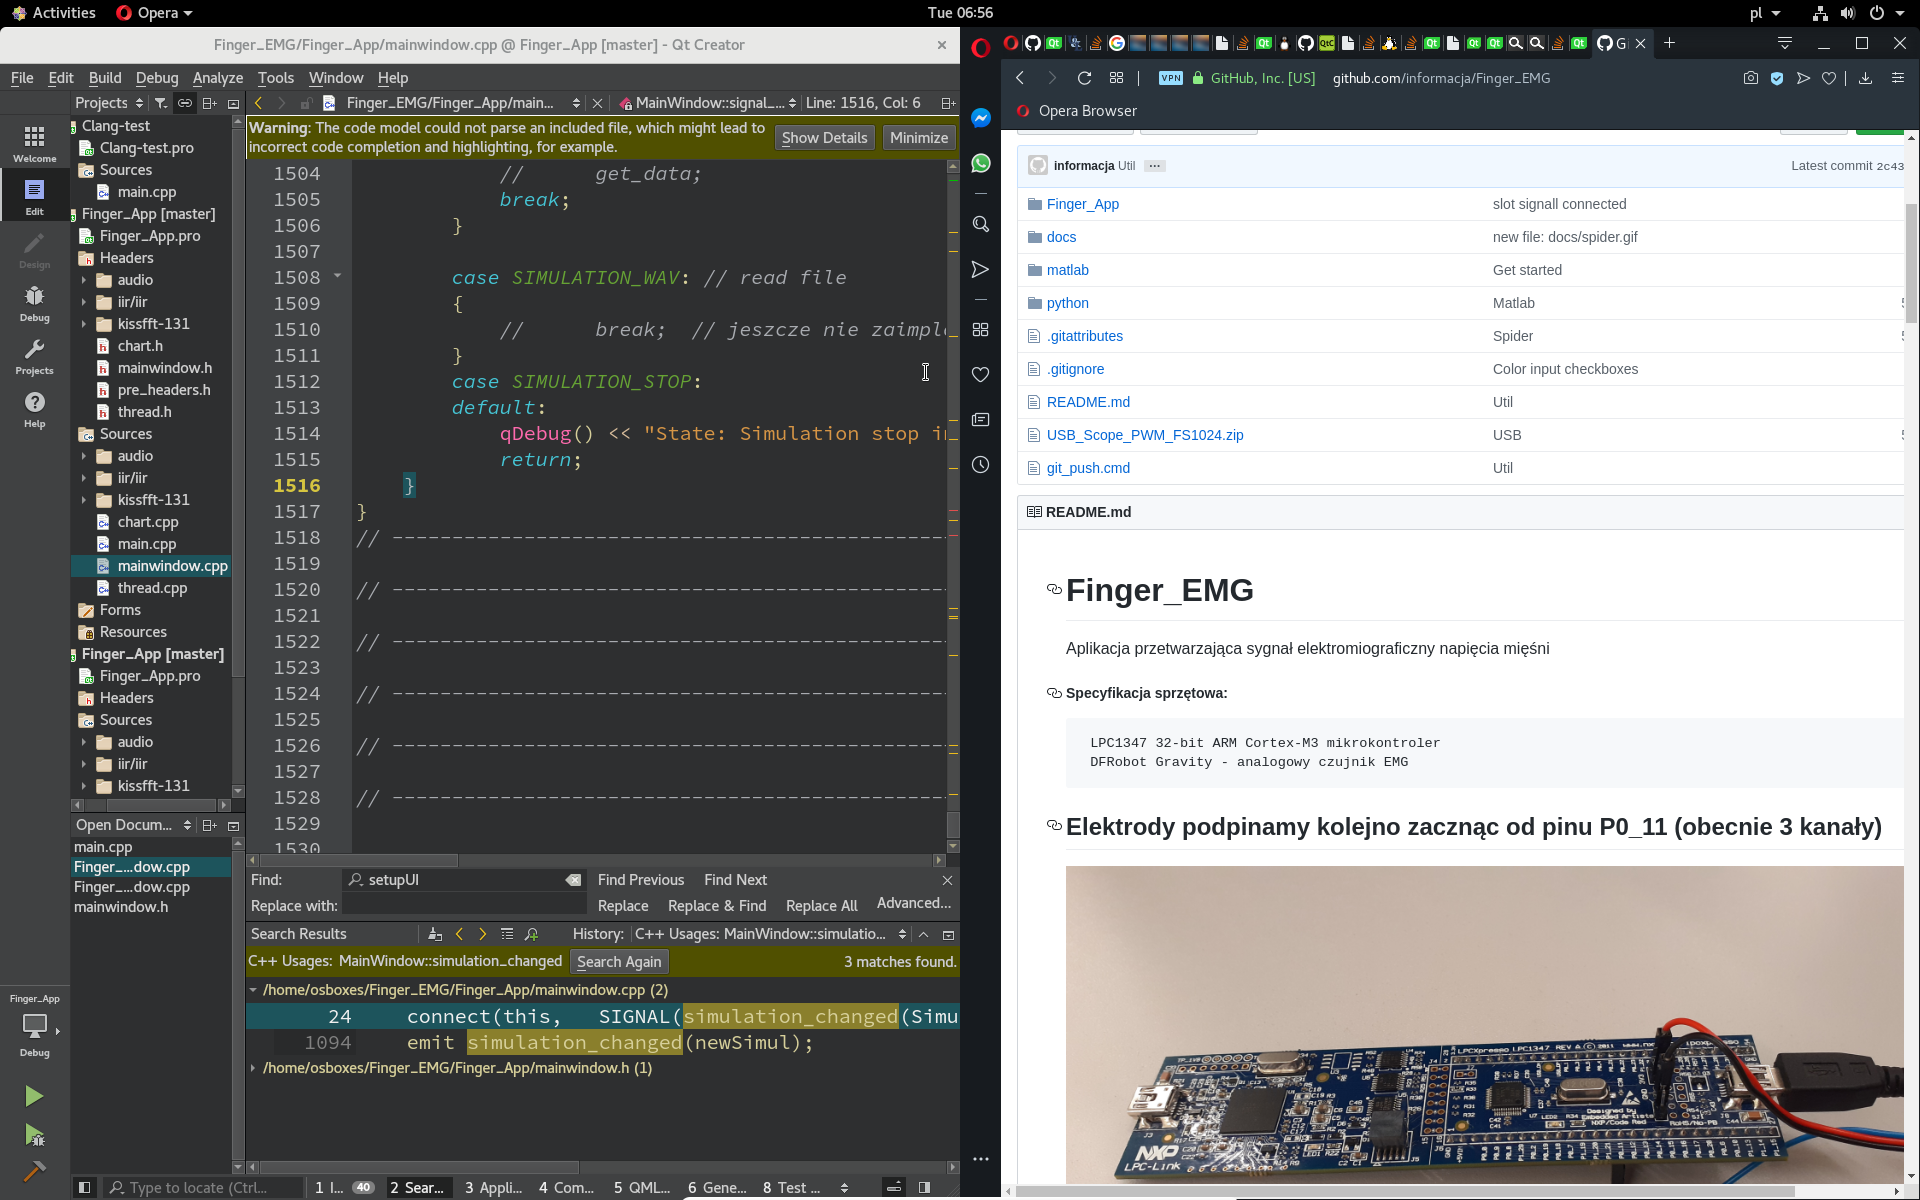 Activities Opera Tue 06:56 pl
Finger_EMG/Finger_App/mainwindow.cpp @ Finger_App [master] - Qt Creator
File Edit Build Debug Analyze Tools Window Help
Projects Finger_EMG/Finger_App/main... MainWindow::signal_... Line: 1516, Col: 6
Warning: The code model could not parse an included file, which might lead to
incorrect code completion and highlighting, for example.
Show Details Minimize
Welcome
Edit
Design
Debug
Projects
Help
Clang-test
Clang-test.pro
Sources
main.cpp
Finger_App [master]
Finger_App.pro
Headers
audio
iir/iir
kissfft-131
chart.h
mainwindow.h
pre_headers.h
thread.h
Sources
audio
iir/iir
kissfft-131
chart.cpp
main.cpp
mainwindow.cpp
thread.cpp
Forms
Resources
Finger_App [master]
Finger_App.pro
Headers
Sources
audio
iir/iir
kissfft-131
Open Docum...
main.cpp
Finger_...dow.cpp
Finger_...dow.cpp
mainwindow.h
Finger_App
Debug
1504 // get_data;
1505 break;
1506 }
1507
1508 case SIMULATION_WAV: // read file
1509 {
1510 // break; // jeszcze nie zaimpl
1511 }
1512 case SIMULATION_STOP:
1513 default:
1514 qDebug() << "State: Simulation stop i
1515 return;
1516 }
1517 }
1518 // ----------------------------------------------
1519
1520 // ----------------------------------------------
1521
1522 // ----------------------------------------------
1523
1524 // ----------------------------------------------
1525
1526 // ----------------------------------------------
1527
1528 // ----------------------------------------------
1529
1530
Find: setupUI Find Previous Find Next
Replace with: Replace Replace & Find Replace All Advanced...
Search Results History: C++ Usages: MainWindow::simulatio...
C++ Usages: MainWindow::simulation_changed Search Again 3 matches found.
/home/osboxes/Finger_EMG/Finger_App/mainwindow.cpp (2)
24 connect(this, SIGNAL(simulation_changed(Simu
1094 emit simulation_changed(newSimul);
/home/osboxes/Finger_EMG/Finger_App/mainwindow.h (1)
Type to locate (Ctrl... 1 I... 40 2 Sear... 3 Appli... 4 Com... 5 QML... 6 Gene... 8 Test ...
G
VPN GitHub, Inc. [US] github.com/informacja/Finger_EMG
Opera Browser
informacja Util ... Latest commit 2c43
Finger_App slot signall connected
docs new file: docs/spider.gif
matlab Get started
python Matlab
.gitattributes Spider
.gitignore Color input checkboxes
README.md Util
USB_Scope_PWM_FS1024.zip USB
git_push.cmd Util
README.md
Finger_EMG
Aplikacja przetwarzająca sygnał elektromiograficzny napięcia mięśni
Specyfikacja sprzętowa:
LPC1347 32-bit ARM Cortex-M3 mikrokontroler
DFRobot Gravity - analogowy czujnik EMG
Elektrody podpinamy kolejno zacznąc od pinu P0_11 (obecnie 3 kanały)
LPCXpresso LPC1347 REV A
Designed by
Embedded Artists
NXP/Code Red
NXP
LPC-Link